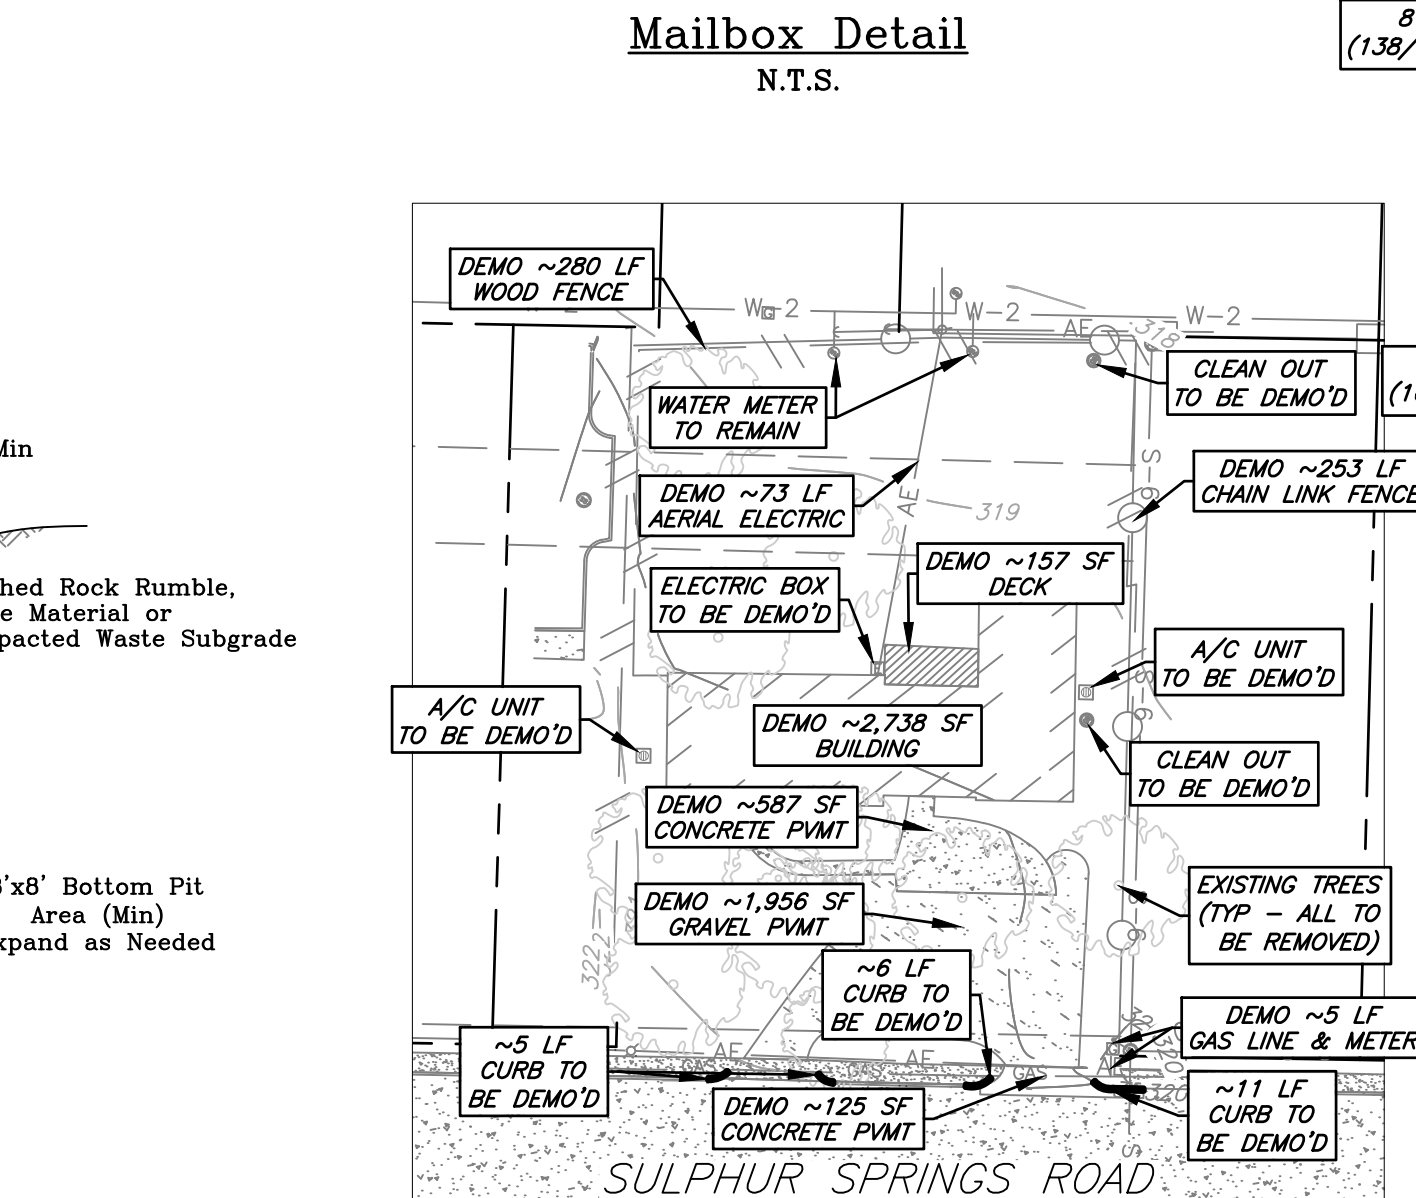 Mailbox Detail
N.T.S.
8
(138/
DEMO ~280 LF
WOOD FENCE
W-2
W-2
W-2
G
AE
318
CLEAN OUT
TO BE DEMO'D
WATER METER
TO REMAIN
Min
DEMO ~253 LF
CHAIN LINK FENCE
S
6
DEMO ~73 LF
AERIAL ELECTRIC
AE
319
DEMO ~157 SF
DECK
ELECTRIC BOX
TO BE DEMO'D
hed Rock Rumble,
e Material or
pacted Waste Subgrade
A/C UNIT
TO BE DEMO'D
S
6
A/C UNIT
TO BE DEMO'D
DEMO ~2,738 SF
BUILDING
CLEAN OUT
TO BE DEMO'D
DEMO ~587 SF
CONCRETE PVMT
'x8' Bottom Pit
Area (Min)
xpand as Needed
EXISTING TREES
(TYP - ALL TO
BE REMOVED)
DEMO ~1,956 SF
GRAVEL PVMT
6
322
~6 LF
CURB TO
BE DEMO'D
DEMO ~5 LF
GAS LINE & METER
~5 LF
CURB TO
BE DEMO'D
AE
AE
GAS
GAS
GAS
320
320
~11 LF
CURB TO
BE DEMO'D
DEMO ~125 SF
CONCRETE PVMT
S
SULPHUR SPRINGS ROAD